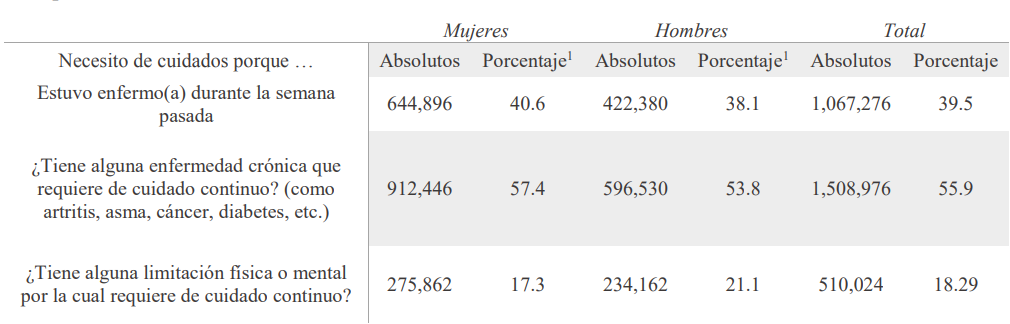 Mujeres Hombres Total
Necesito de cuidados porque … Absolutos Porcentaje¹ Absolutos Porcentaje¹ Absolutos Porcentaje
Estuvo enfermo(a) durante la semana
pasada
644,896 40.6 422,380 38.1 1,067,276 39.5
¿Tiene alguna enfermedad crónica que
requiere de cuidado continuo? (como
artritis, asma, cáncer, diabetes, etc.)
912,446 57.4 596,530 53.8 1,508,976 55.9
¿Tiene alguna limitación física o mental
por la cual requiere de cuidado continuo?
275,862 17.3 234,162 21.1 510,024 18.29